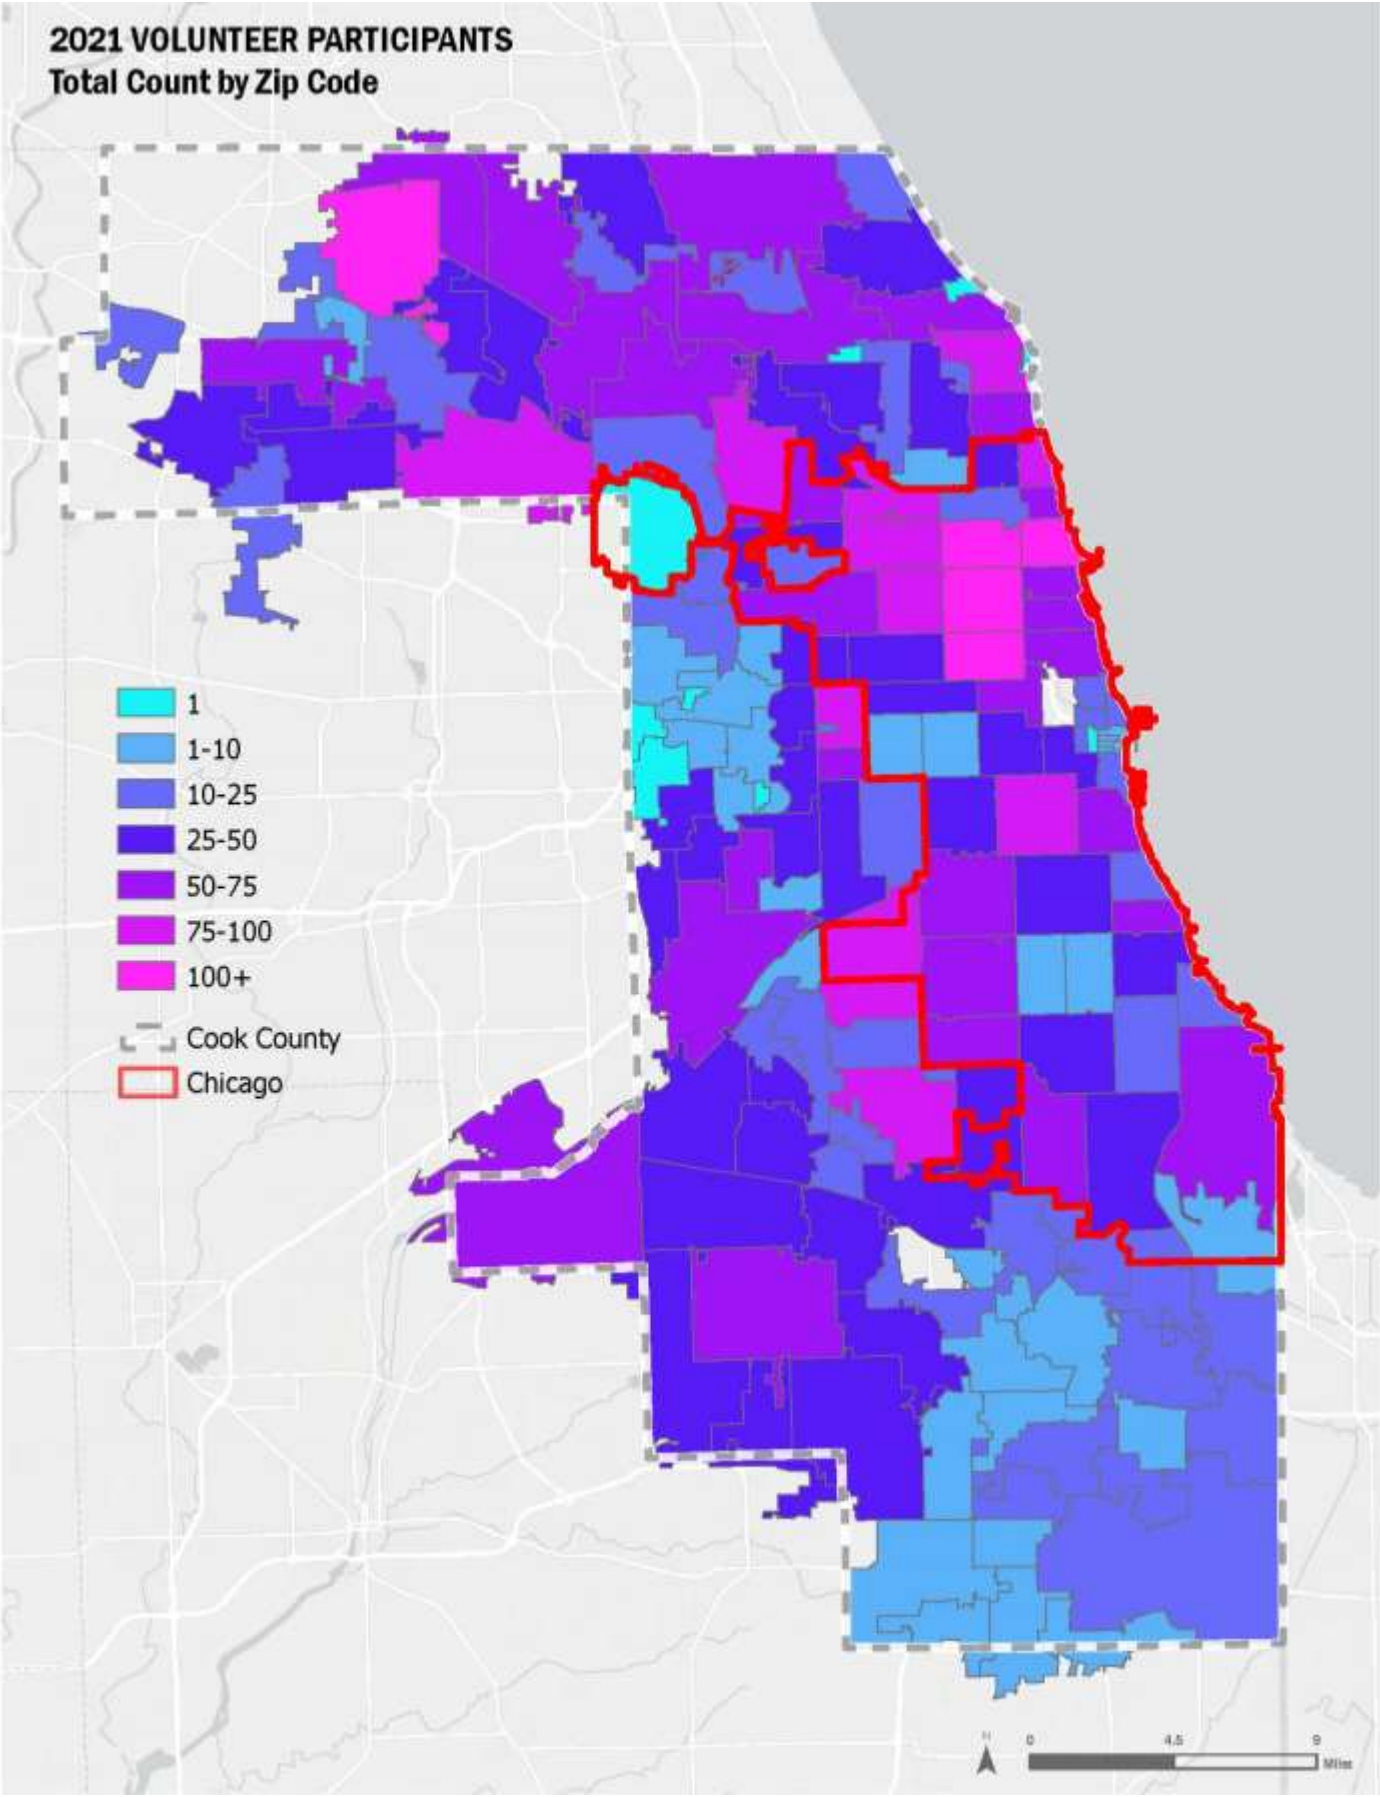 2021 VOLUNTEER PARTICIPANTS
Total Count by Zip Code
1
1-10
10-25
25-50
50-75
75-100
100+
Cook County
Chicago
N
0 4.5 9
Miles